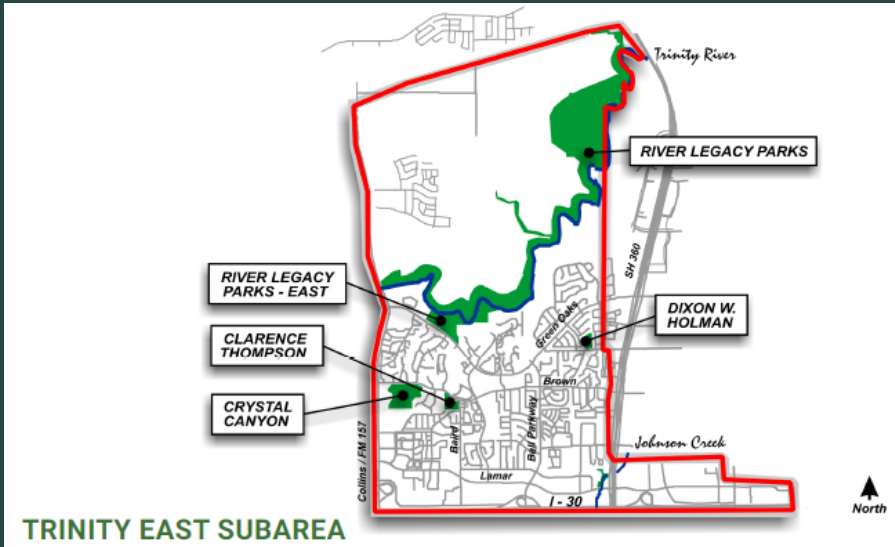 Trinity River
RIVER LEGACY PARKS
SH 360
RIVER LEGACY
PARKS - EAST
DIXON W.
HOLMAN
Green Oaks
CLARENCE
THOMPSON
Brown
CRYSTAL
CANYON
Collins / FM 157
Baird
Ball Parkway
Johnson Creek
Lamar
I - 30
North
TRINITY EAST SUBAREA